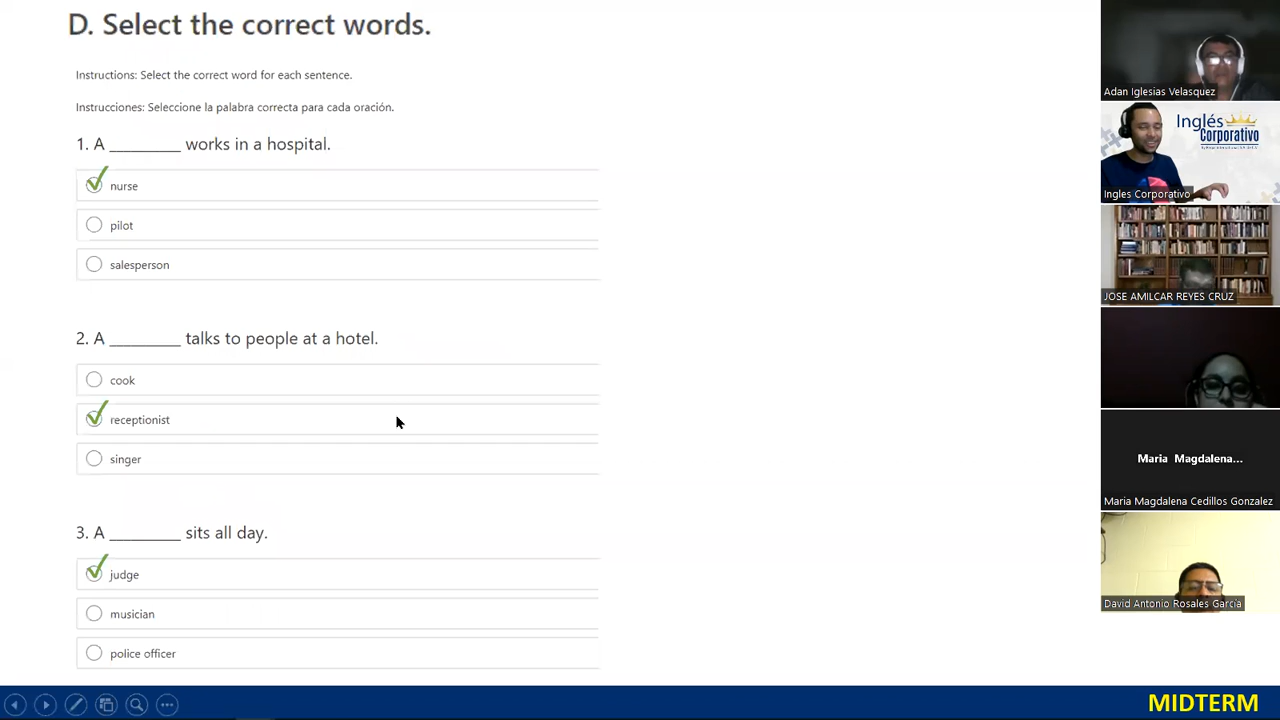 D. Select the correct words.
Instructions: Select the correct word for each sentence.
Instrucciones: Seleccione la palabra correcta para cada oración.
1. A _________ works in a hospital.
nurse
pilot
salesperson
2. A _________ talks to people at a hotel.
cook
receptionist
singer
3. A _________ sits all day.
judge
musician
police officer
MIDTERM
Adan Iglesias Velasquez
Inglés
Corporativo
Ingles Corporativo
JOSE AMILCAR REYES CRUZ
Maria Magdalena...
Maria Magdalena Cedillos Gonzalez
David Antonio Rosales Garcia